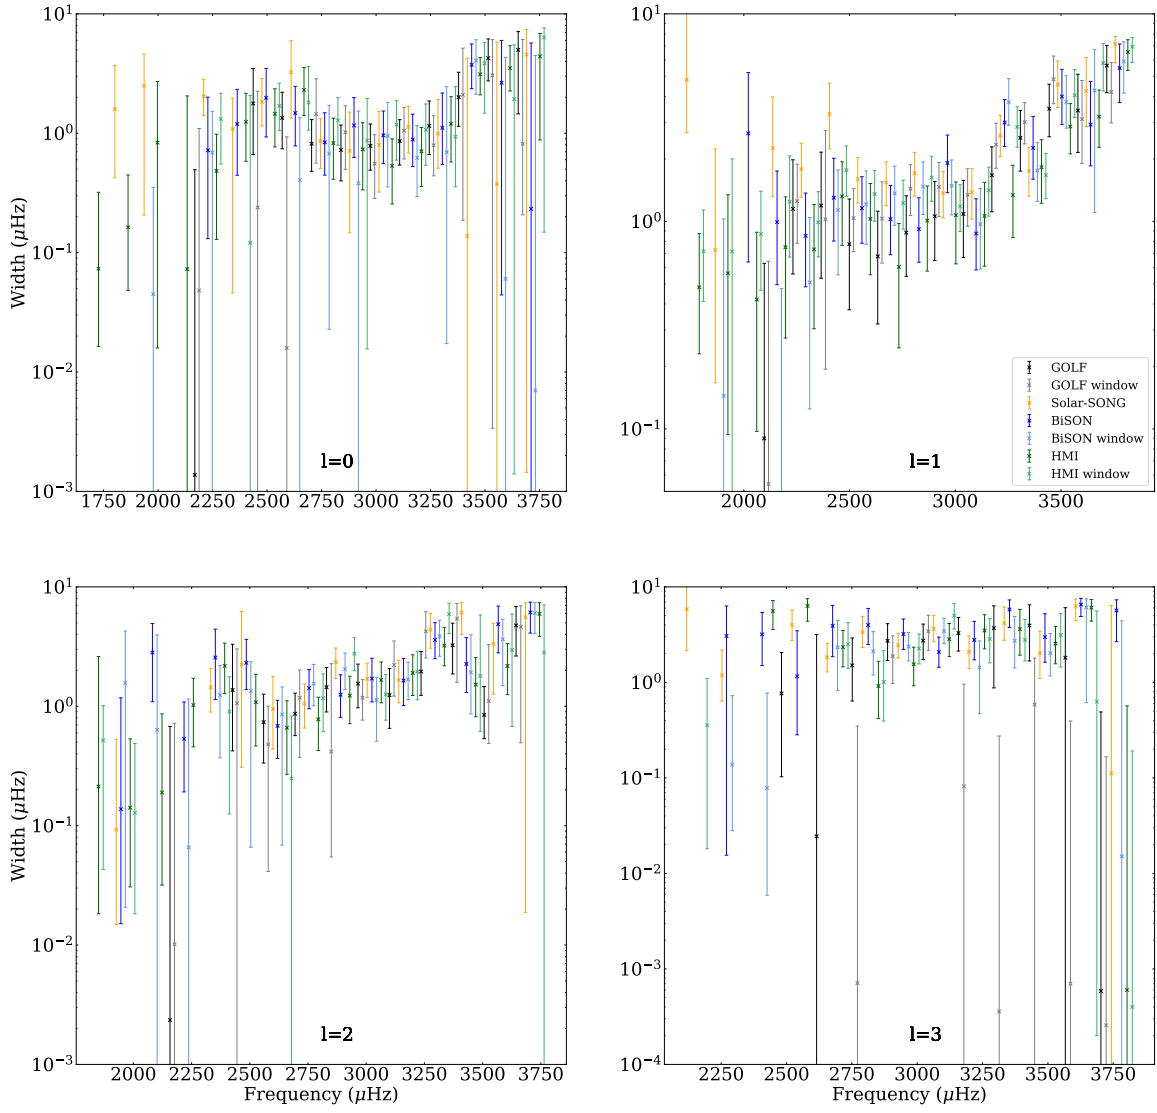 10¹
10⁰
10⁻¹
10⁻²
10⁻³
Width (μHz)
l=0
1750 2000 2250 2500 2750 3000 3250 3500 3750
10¹
10⁰
10⁻¹
l=1
GOLF
GOLF window
Solar-SONG
BiSON
BiSON window
HMI
HMI window
2000 2500 3000 3500
10¹
10⁰
10⁻¹
10⁻²
10⁻³
Width (μHz)
l=2
2000 2250 2500 2750 3000 3250 3500 3750
Frequency (μHz)
10¹
10⁰
10⁻¹
10⁻²
10⁻³
10⁻⁴
l=3
2250 2500 2750 3000 3250 3500 3750
Frequency (μHz)